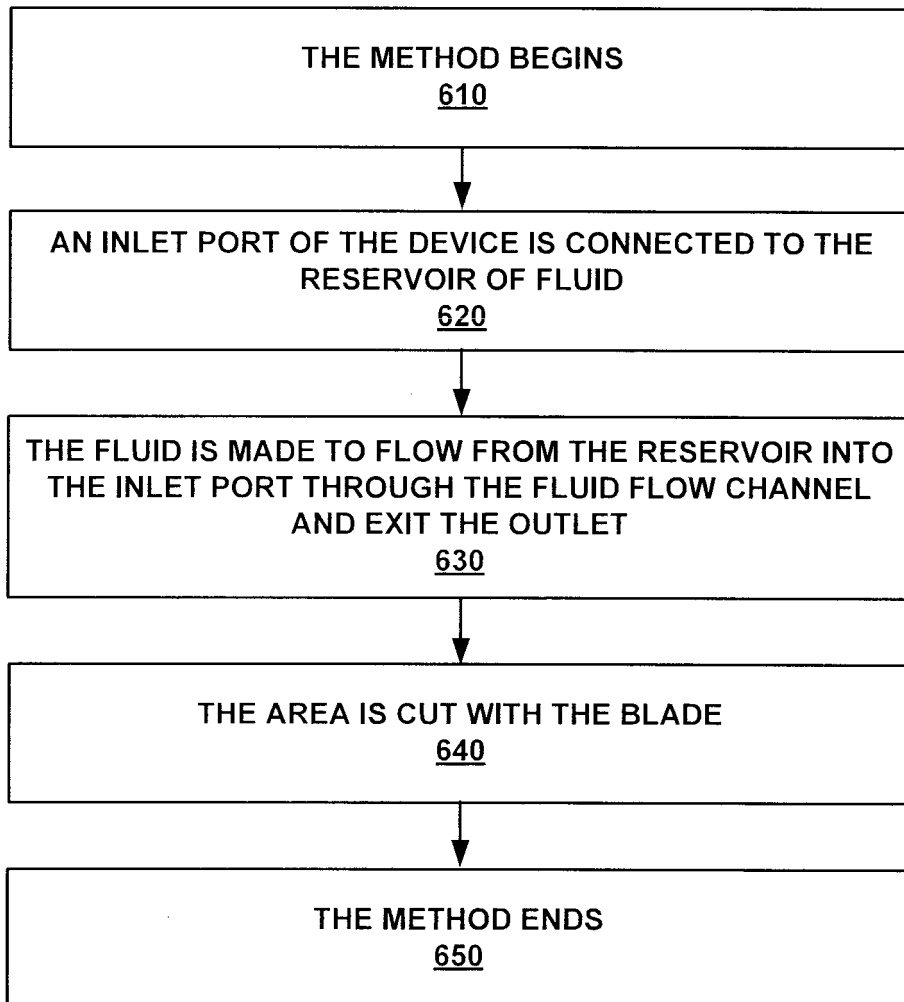 THE METHOD BEGINS
610
AN INLET PORT OF THE DEVICE IS CONNECTED TO THE
RESERVOIR OF FLUID
620
THE FLUID IS MADE TO FLOW FROM THE RESERVOIR INTO
THE INLET PORT THROUGH THE FLUID FLOW CHANNEL
AND EXIT THE OUTLET
630
THE AREA IS CUT WITH THE BLADE
640
THE METHOD ENDS
650